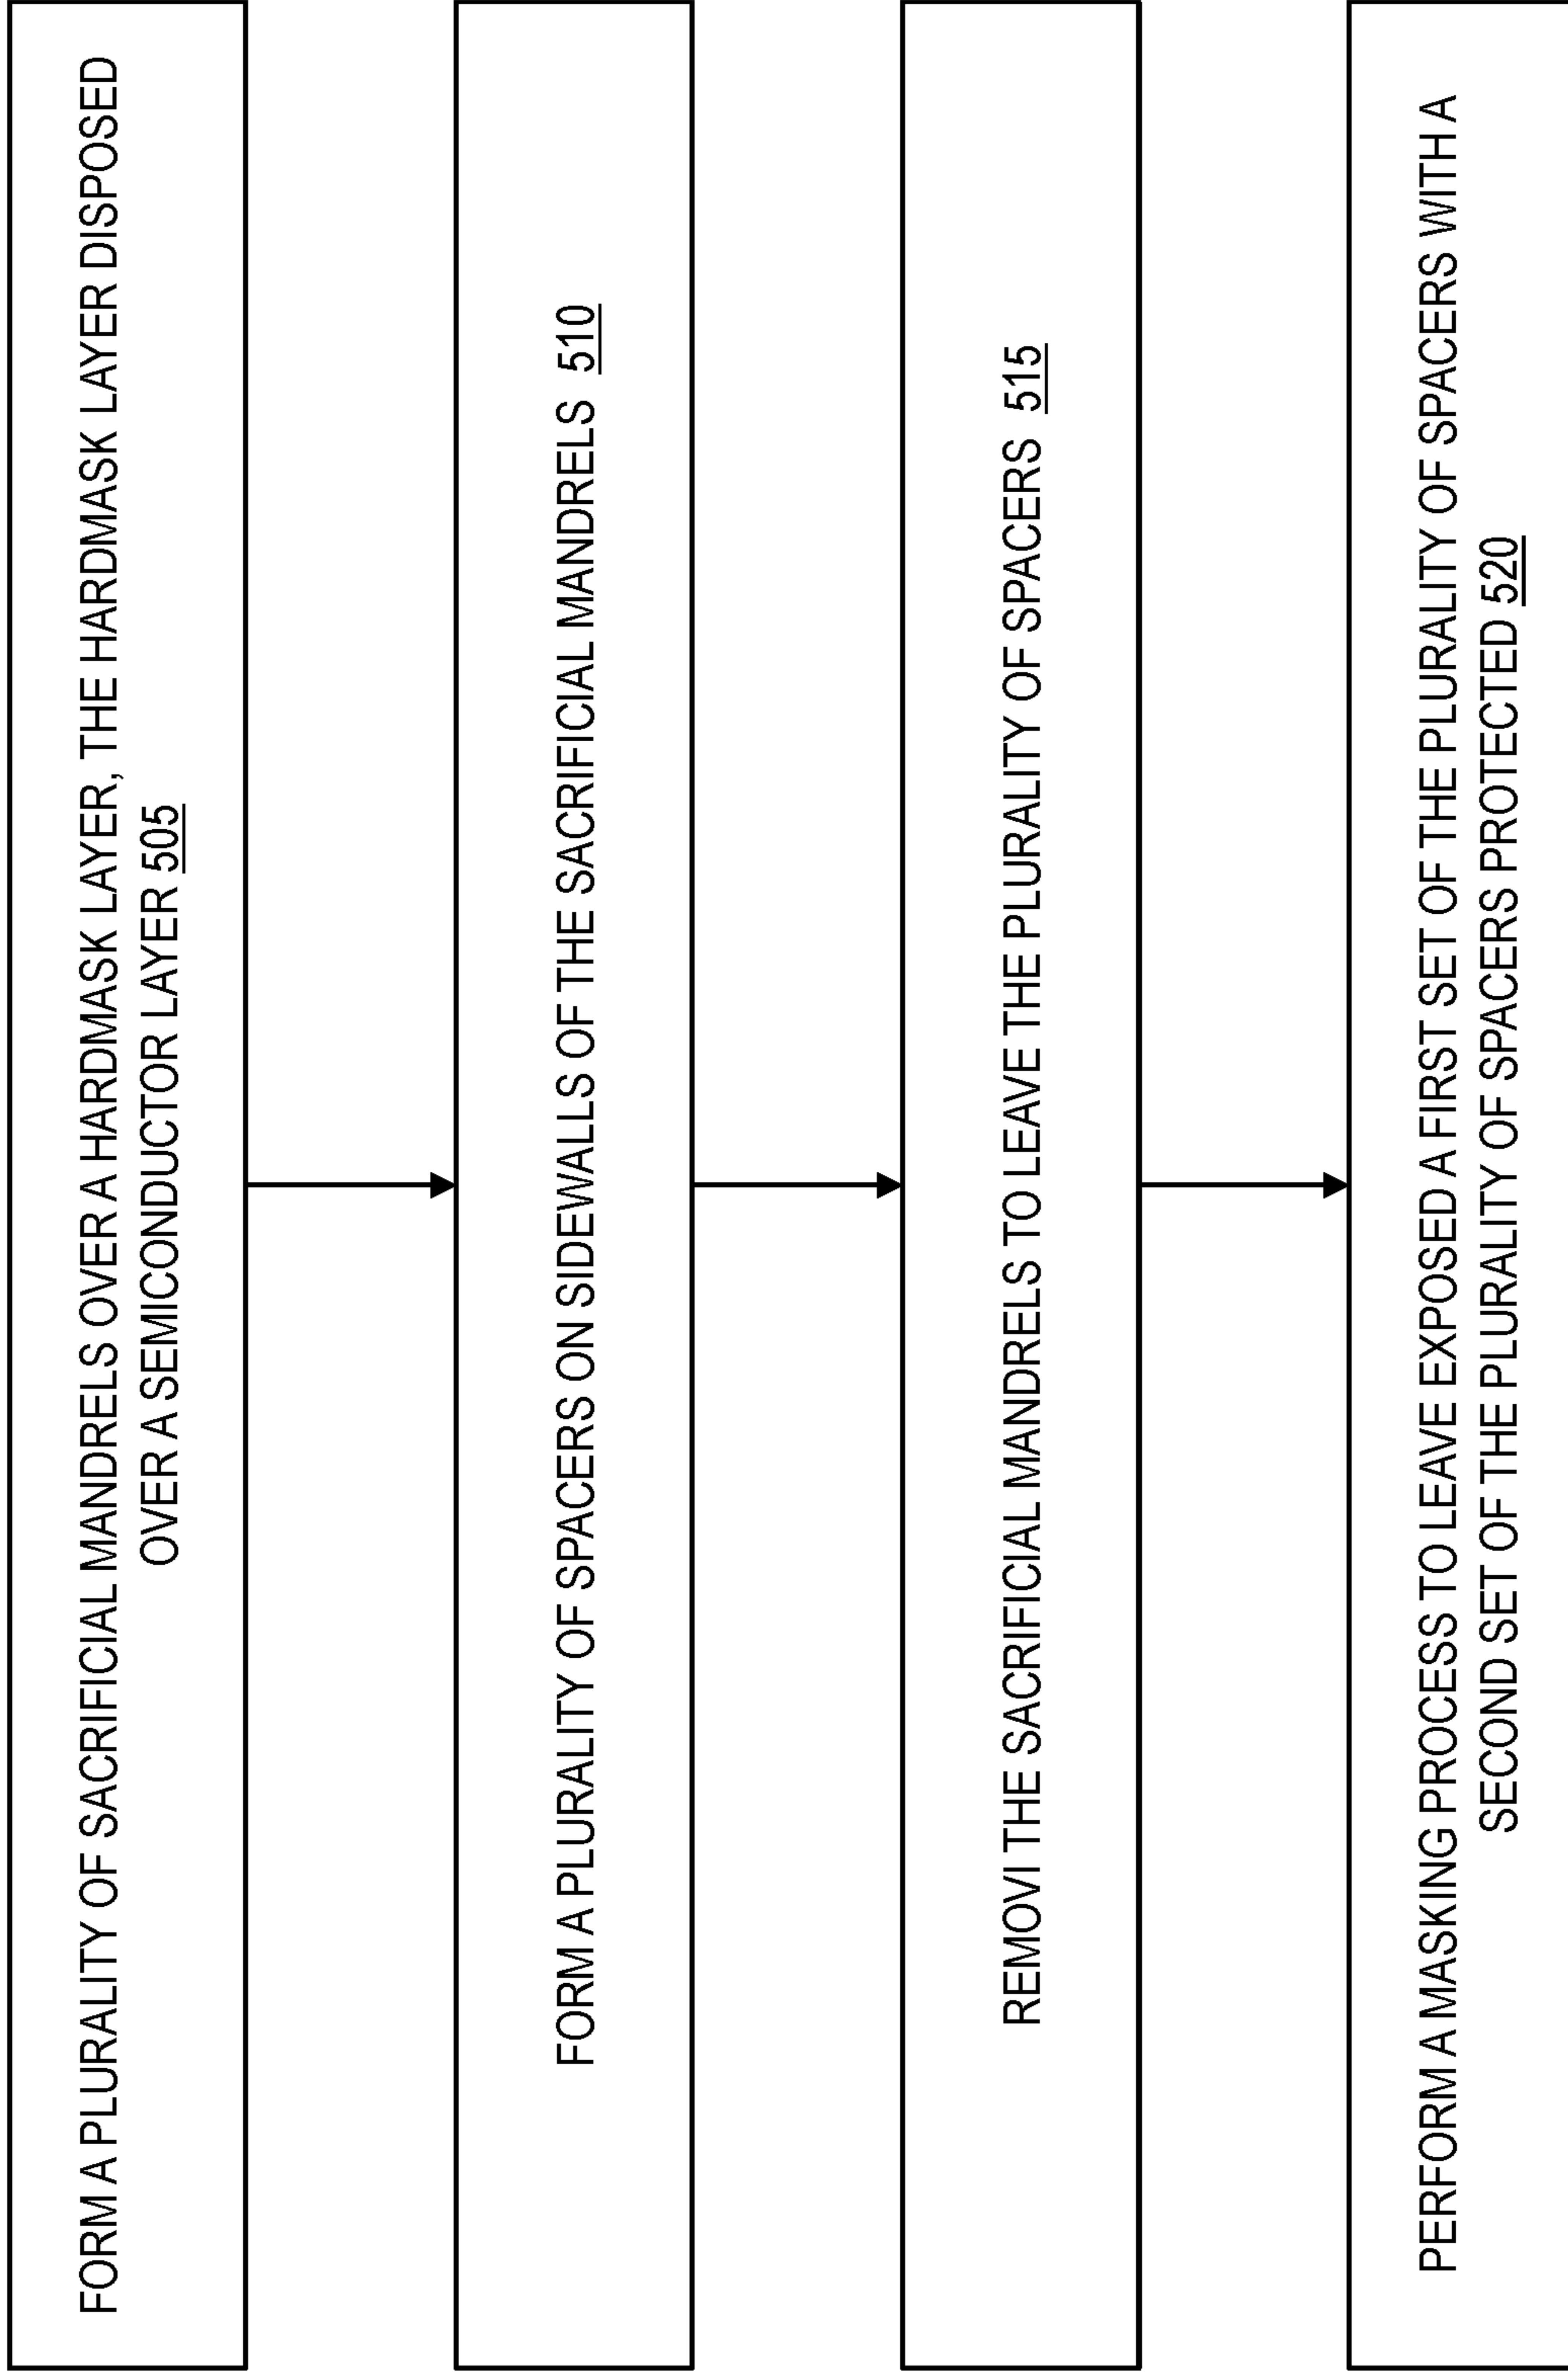 FORM A PLURALITY OF SACRIFICIAL MANDRELS OVER A HARDMASK LAYER, THE HARDMASK LAYER DISPOSED
OVER A SEMICONDUCTOR LAYER 505
FORM A PLURALITY OF SPACERS ON SIDEWALLS OF THE SACRIFICIAL MANDRELS 510
REMOVI THE SACRIFICIAL MANDRELS TO LEAVE THE PLURALITY OF SPACERS 515
PERFORM A MASKING PROCESS TO LEAVE EXPOSED A FIRST SET OF THE PLURALITY OF SPACERS WITH A
SECOND SET OF THE PLURALITY OF SPACERS PROTECTED 520